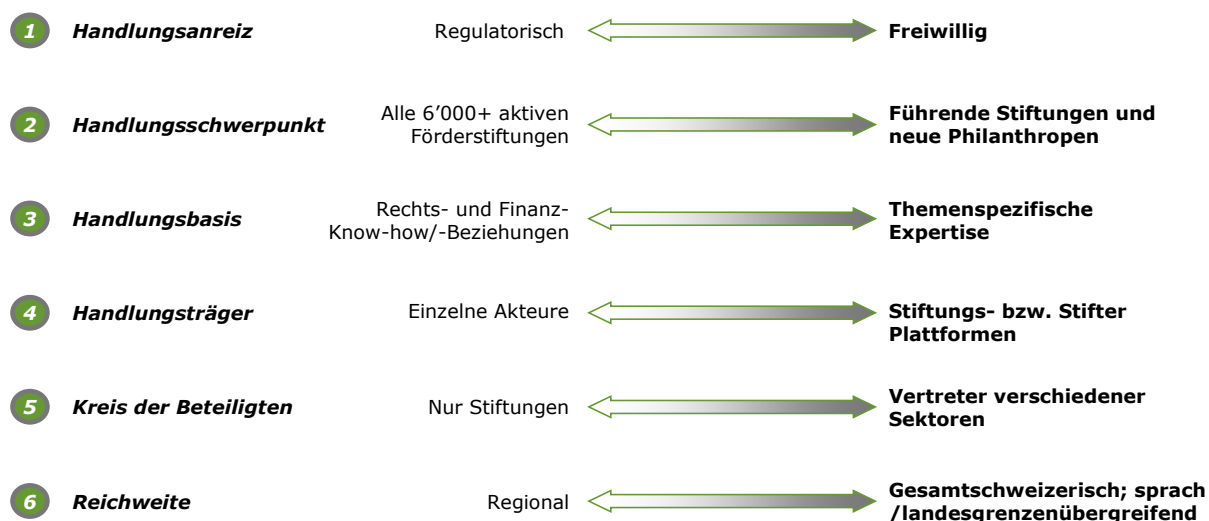 1 Handlungsanreiz Regulatorisch Freiwillig
2 Handlungsschwerpunkt Alle 6’000+ aktiven Förderstiftungen Führende Stiftungen und neue Philanthropen
3 Handlungsbasis Rechts- und Finanz- Know-how/-Beziehungen Themenspezifische Expertise
4 Handlungsträger Einzelne Akteure Stiftungs- bzw. Stifter Plattformen
5 Kreis der Beteiligten Nur Stiftungen Vertreter verschiedener Sektoren
6 Reichweite Regional Gesamtschweizerisch; sprach /landesgrenzenübergreifend